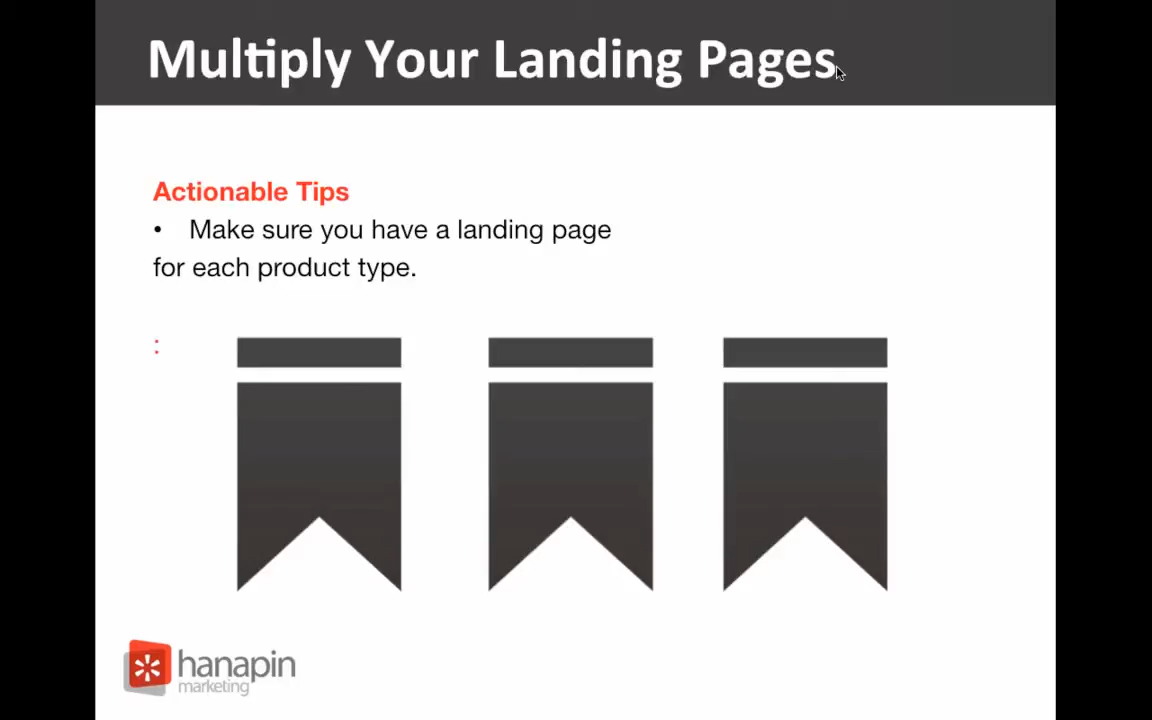 Multiply Your Landing Pages
Actionable Tips
• Make sure you have a landing page
for each product type.
:
hanapin
marketing